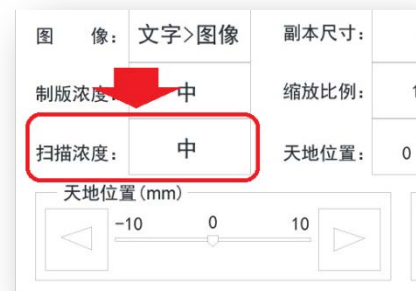 图 像： 文字>图像 副本尺寸：
制版浓度： 中 缩放比例： 1
扫描浓度： 中 天地位置： 0
天地位置(mm)
-10 0 10